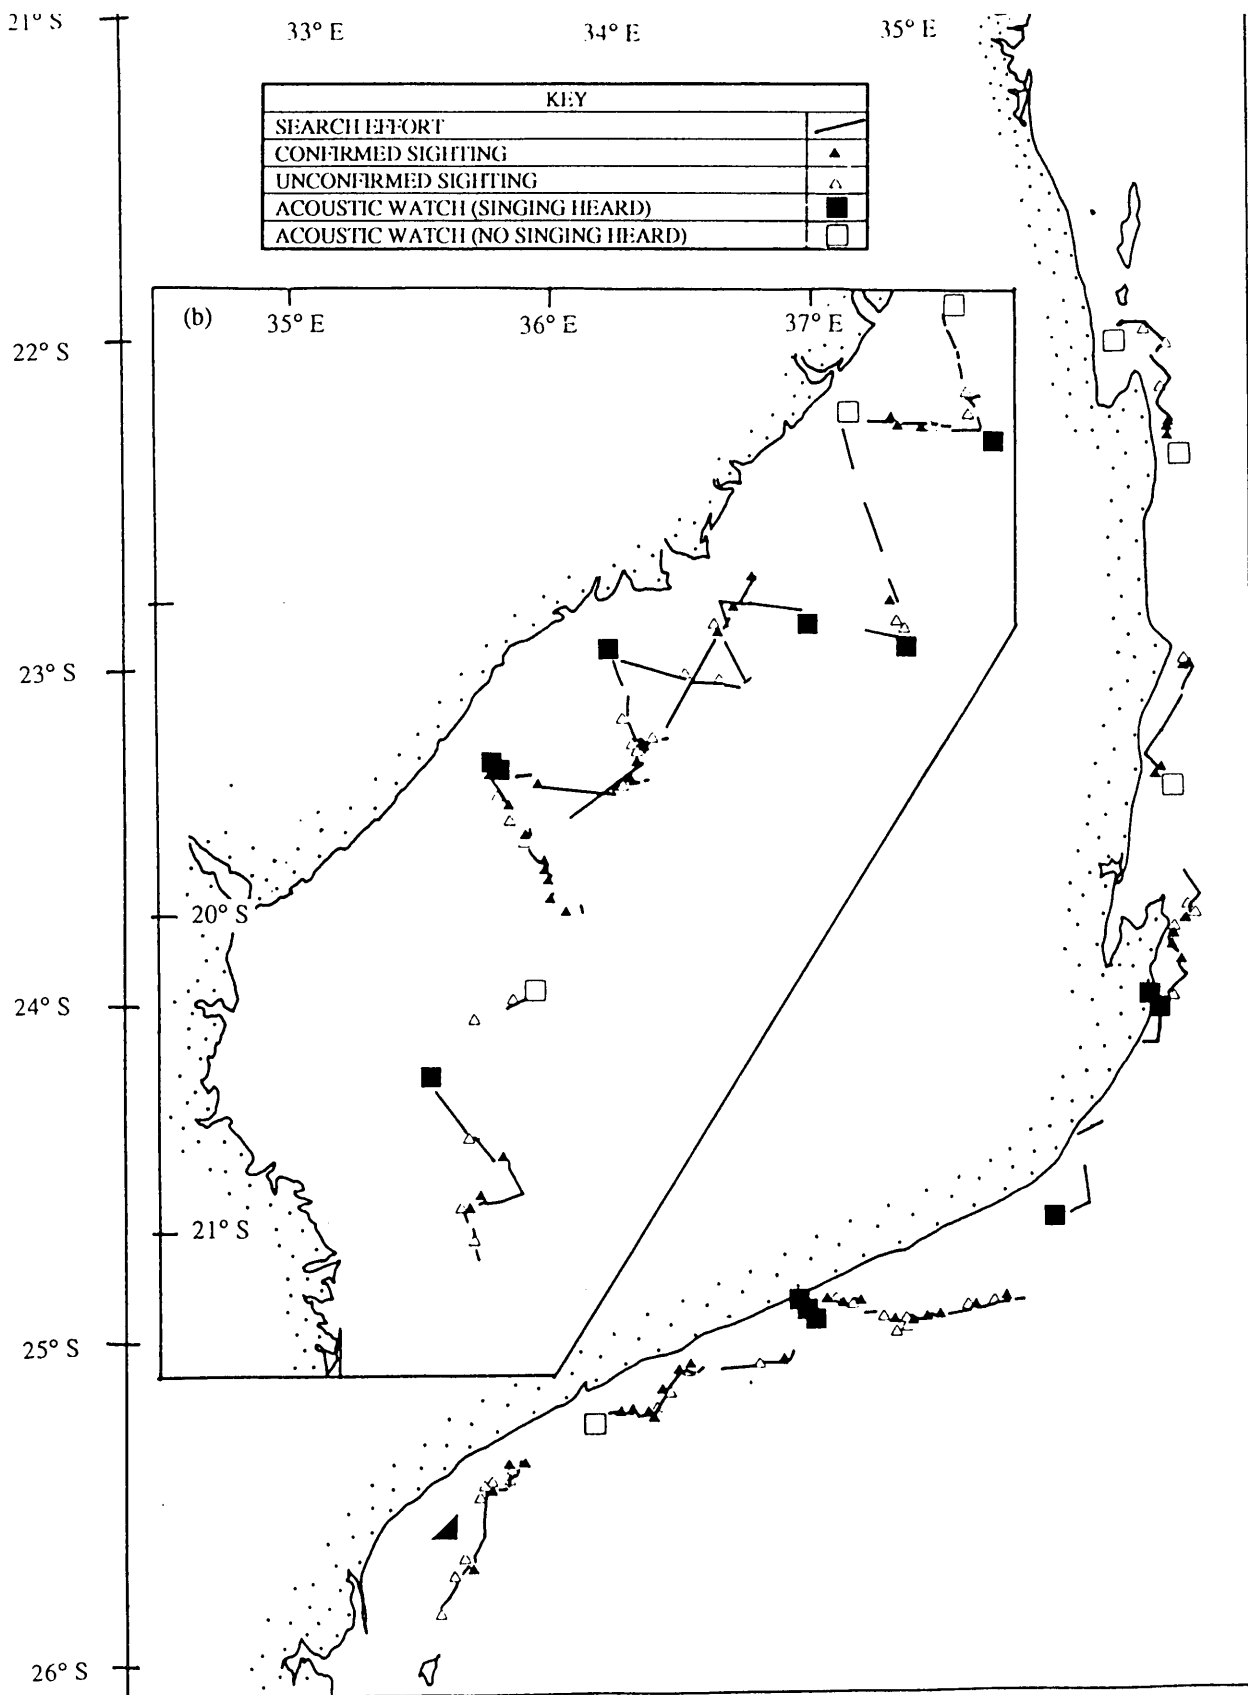 21° S
33° E
34° E
35° E
KEY
SEARCH EFFORT
CONFIRMED SIGHTING
UNCONFIRMED SIGHTING
ACOUSTIC WATCH (SINGING HEARD)
ACOUSTIC WATCH (NO SINGING HEARD)
(b)
35° E
36° E
37° E
22° S
23° S
20° S
24° S
21° S
25° S
26° S